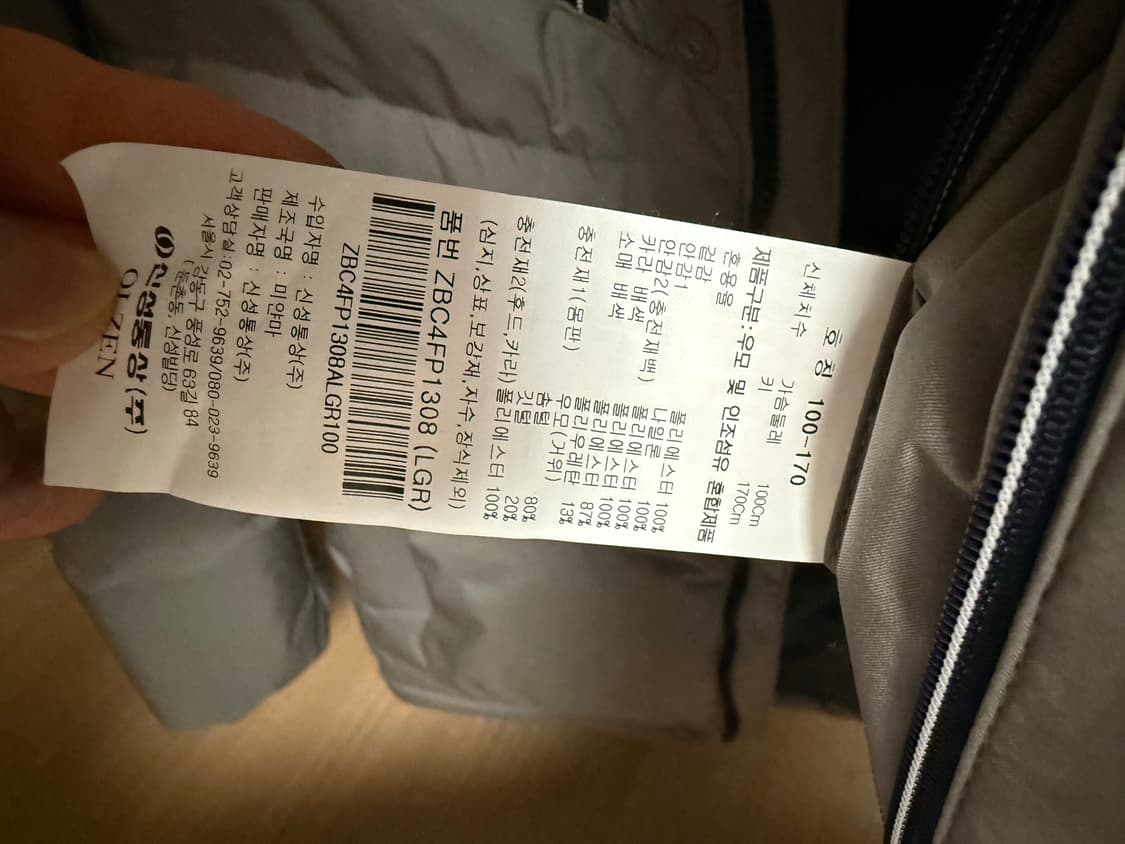 호칭 100-170
신체치수 가슴둘레 100Cm
키 170Cm
제품구분:우모 및 인조섬유 혼합제품
혼용율
겉감 폴리에스터 100%
안감1 나일론 100%
안감2(충전재백) 폴리에스터 100%
카라 배색 폴리에스터 100%
소매 배색 폴리에스터 87%
폴리우레탄 13%
충전재1(몸판) 우모(거위)
솜털 80%
깃털 20%
충전재2(후드,카라) 폴리에스터 100%
(심지,상표,보강재,자수,장식제외)
품번 ZBC4FP1308 (LGR)
ZBC4FP1308ALGR100
수입자명 : 신성통상(주)
제조국명 : 미얀마
판매자명 : 신성통상(주)
고객상담실:02-752-9639/080-023-9639
서울시 강동구 풍성로 63길 84
(둔촌동, 신성빌딩)
신성통상(주)
OLZEN